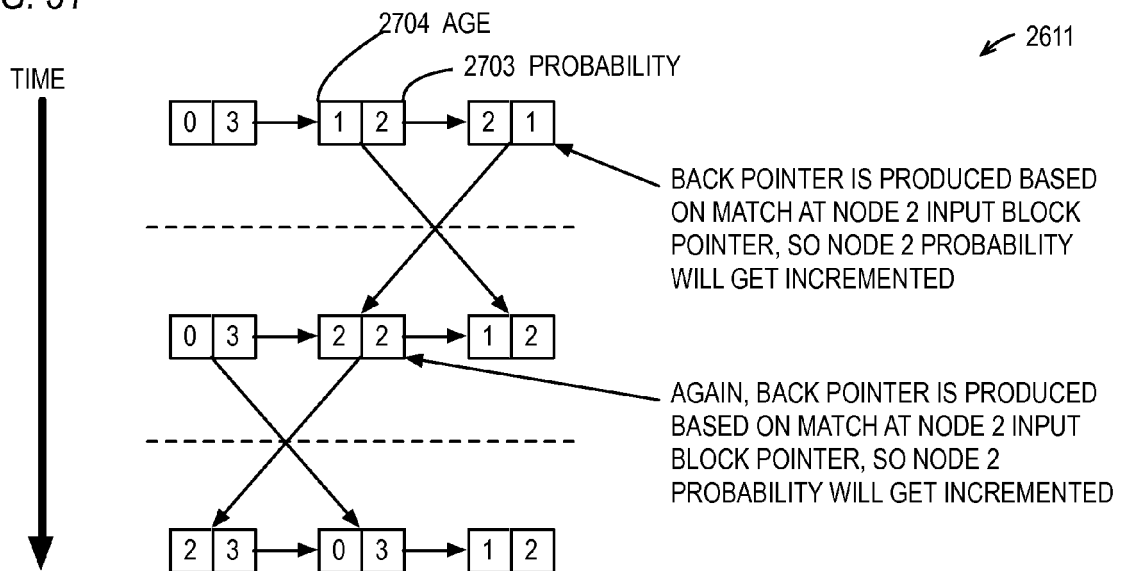 2704 AGE
2611
2703 PROBABILITY
TIME
0 3 1 2 2 1
BACK POINTER IS PRODUCED BASED
ON MATCH AT NODE 2 INPUT BLOCK
POINTER, SO NODE 2 PROBABILITY
WILL GET INCREMENTED
0 3 2 2 1 2
AGAIN, BACK POINTER IS PRODUCED
BASED ON MATCH AT NODE 2 INPUT
BLOCK POINTER, SO NODE 2
PROBABILITY WILL GET INCREMENTED
2 3 0 3 1 2